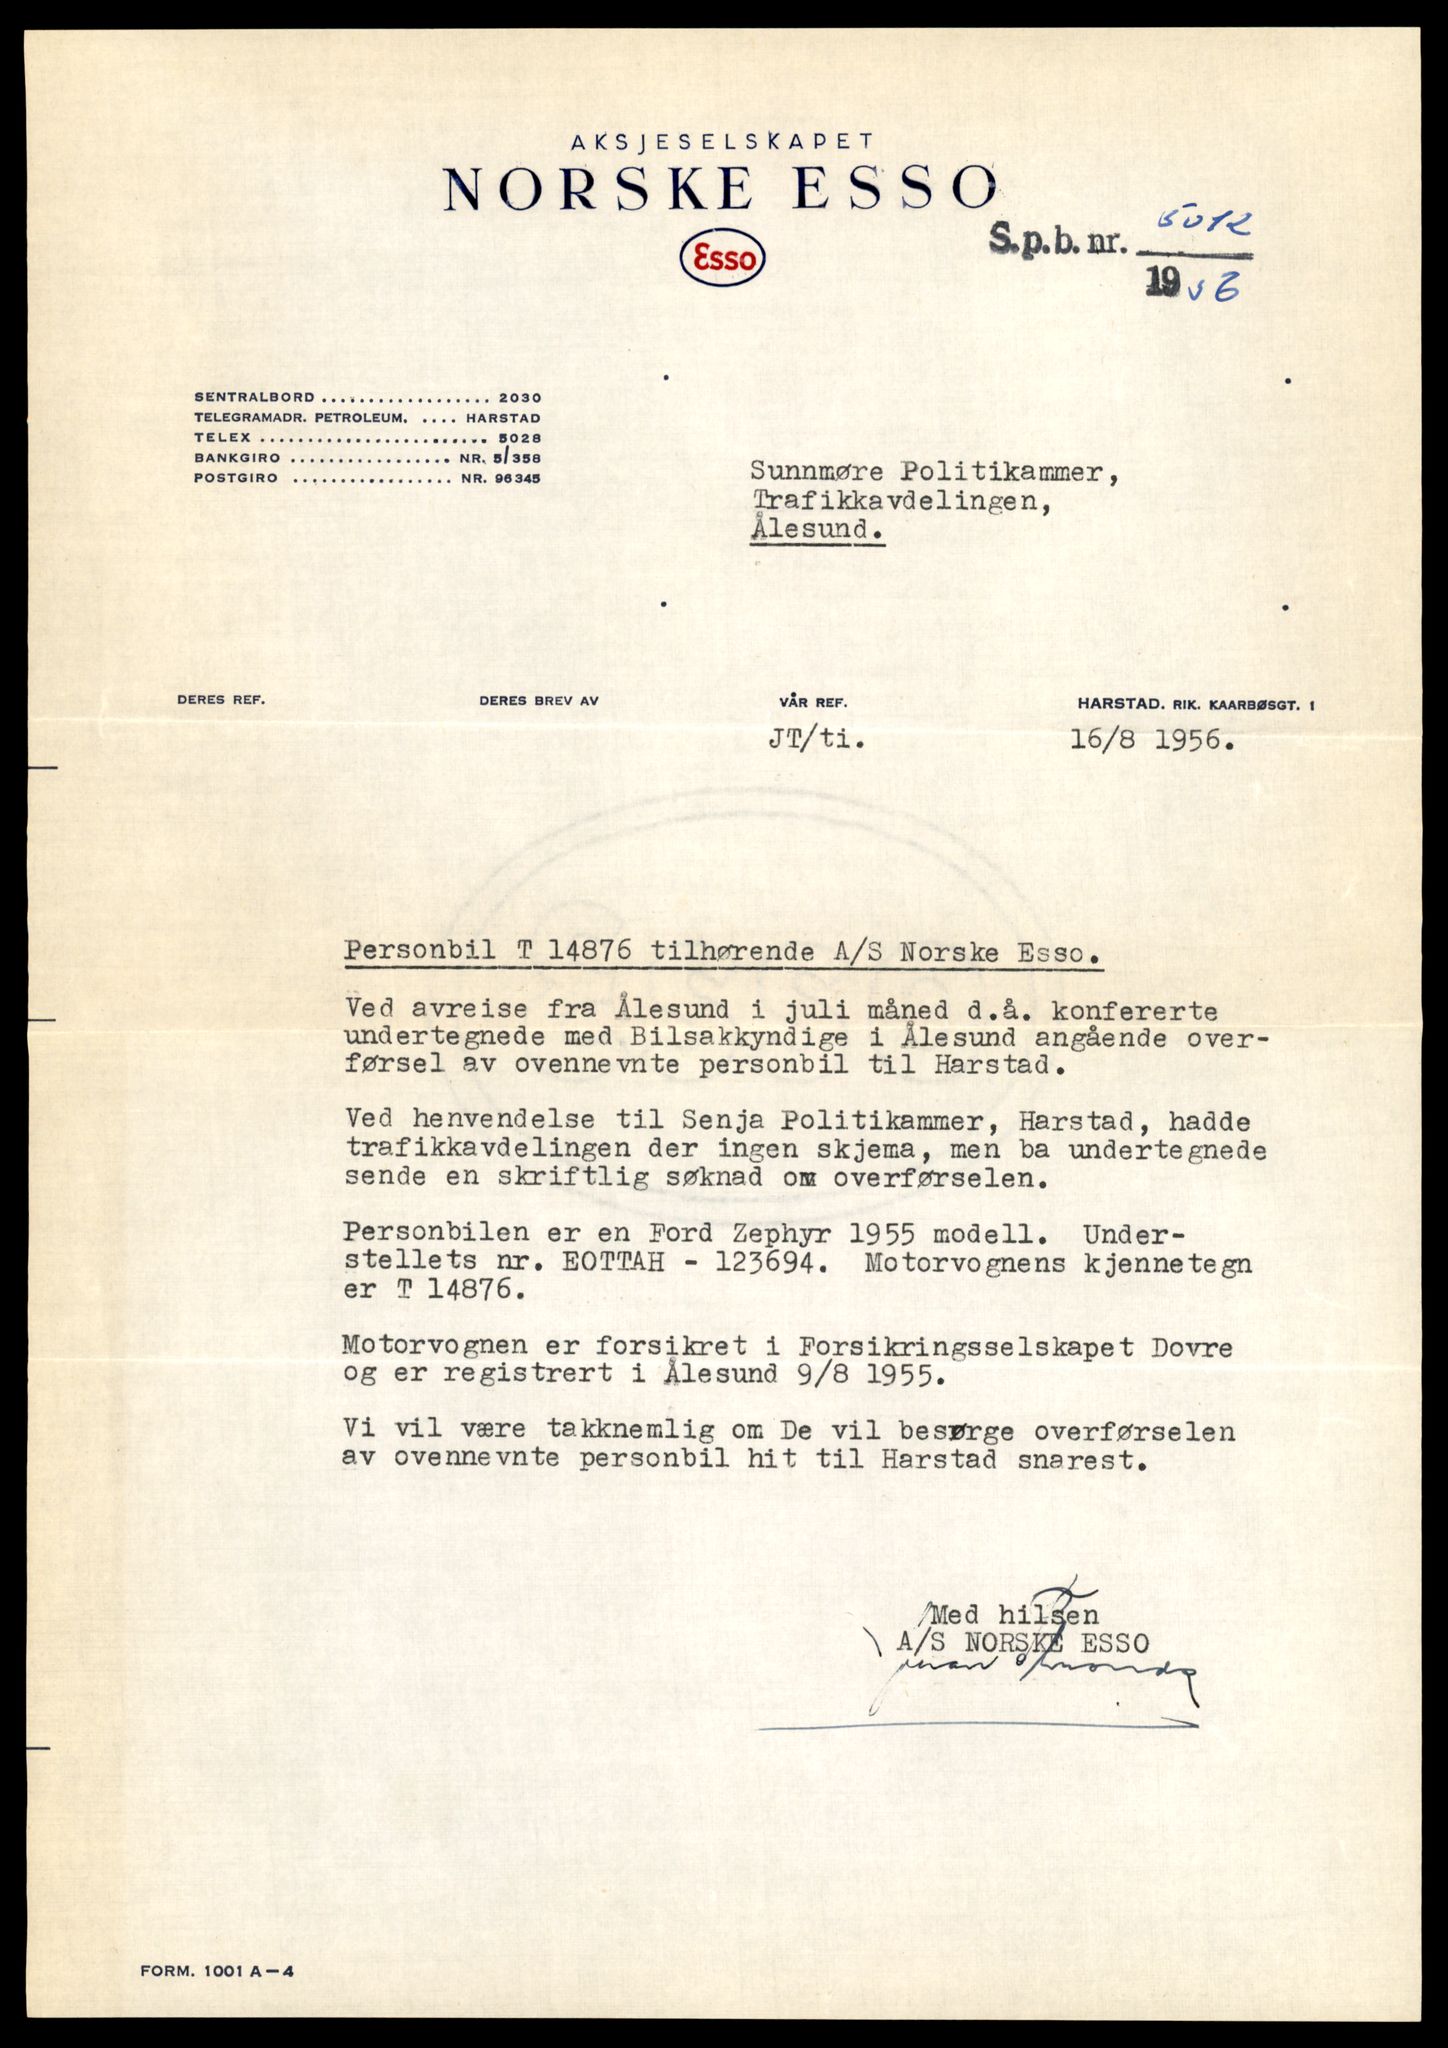 AKSJESELSKAPET
NORSKE ESSO
Esso
S.p.b.nr. 5012
1956
SENTRALBORD .................. 2030
TELEGRAMADR. PETROLEUM. .... HARSTAD
TELEX ........................ 5028
BANKGIRO ................. NR. 5/358
POSTGIRO ................. NR. 96345
Sunnmøre Politikammer,
Trafikkavdelingen,
Ålesund.
DERES REF. DERES BREV AV VÅR REF. HARSTAD. RIK. KAARBØSGT. 1
JT/ti. 16/8 1956.
Personbil T 14876 tilhørende A/S Norske Esso.
Ved avreise fra Ålesund i juli måned d.å. konfererte
undertegnede med Bilsakkyndige i Ålesund angående over-
førsel av ovennevnte personbil til Harstad.
Ved henvendelse til Senja Politikammer, Harstad, hadde
trafikkavdelingen der ingen skjema, men ba undertegnede
sende en skriftlig søknad om overførselen.
Personbilen er en Ford Zephyr 1955 modell. Under-
stellets nr. EOTTAH - 123694. Motorvognens kjennetegn
er T 14876.
Motorvognen er forsikret i Forsikringsselskapet Dovre
og er registrert i Ålesund 9/8 1955.
Vi vil være takknemlig om De vil besørge overførselen
av ovennevnte personbil hit til Harstad snarest.
Med hilsen
A/S NORSKE ESSO
FORM. 1001 A-4